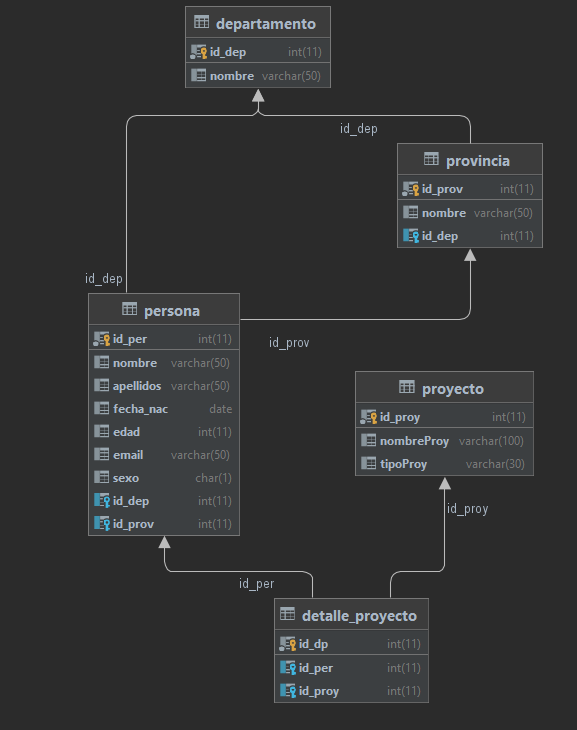 departamento
id_dep int(11)
nombre varchar(50)
id_dep
provincia
id_prov int(11)
nombre varchar(50)
id_dep int(11)
id_dep
persona
id_per int(11)
nombre varchar(50)
apellidos varchar(50)
fecha_nac date
edad int(11)
email varchar(50)
sexo char(1)
id_dep int(11)
id_prov int(11)
id_prov
proyecto
id_proy int(11)
nombreProy varchar(100)
tipoProy varchar(30)
id_proy
id_per
detalle_proyecto
id_dp int(11)
id_per int(11)
id_proy int(11)